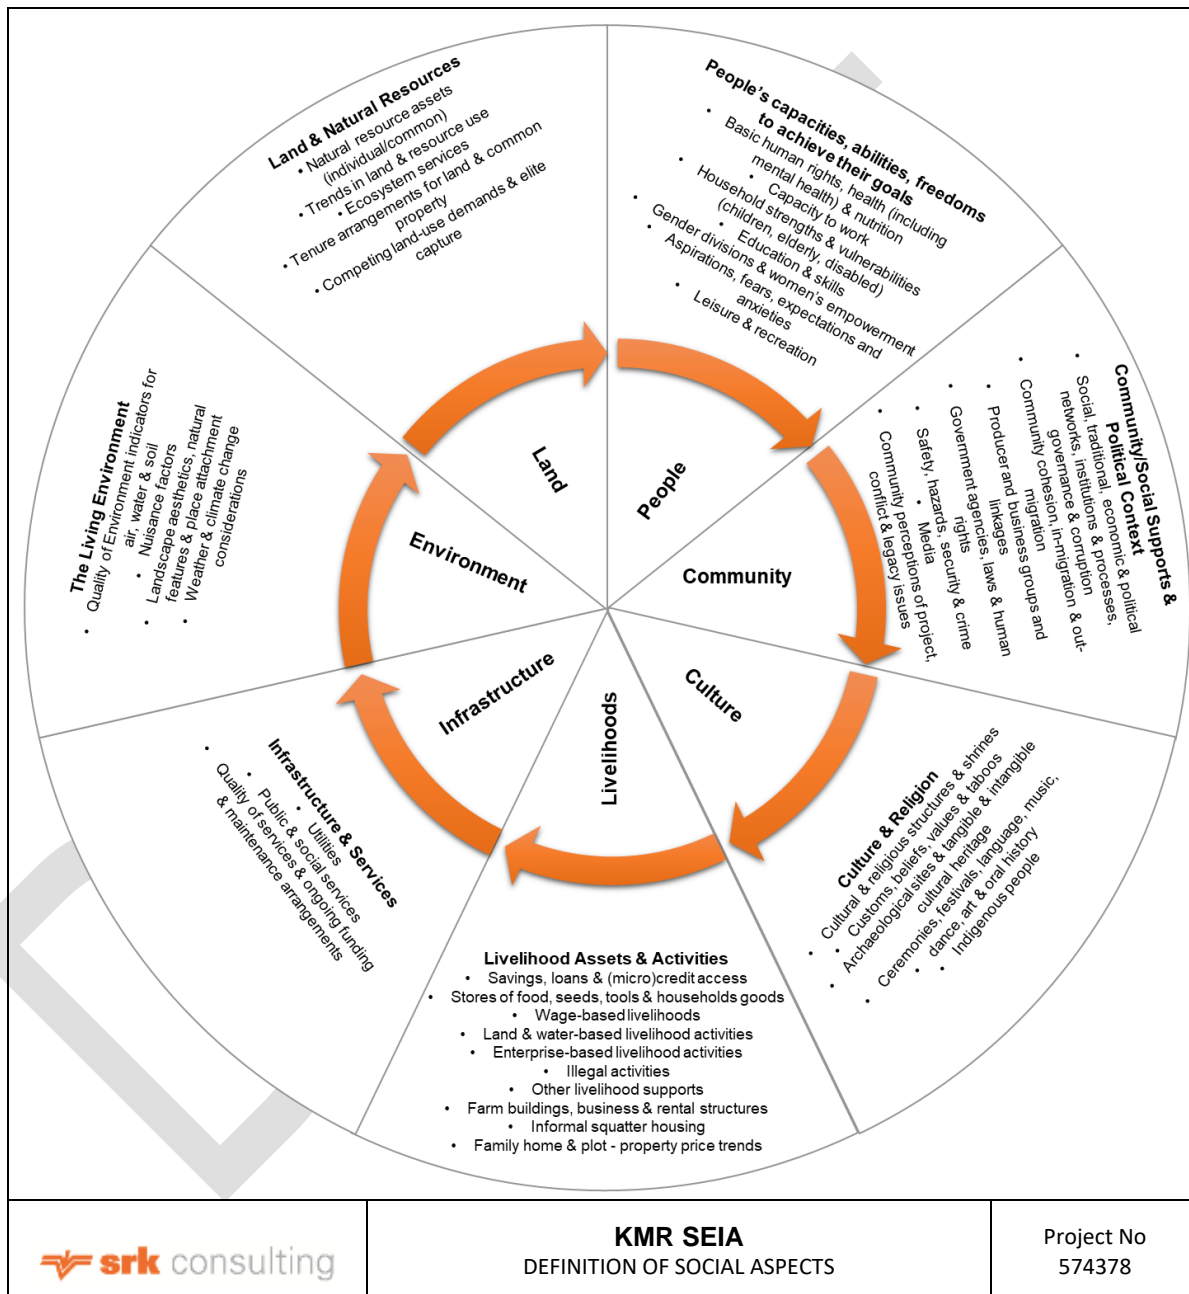 Land & Natural Resources
• Natural resource assets
(individual/common)
• Trends in land & resource use
• Ecosystem services
• Tenure arrangements for land & common
property
• Competing land-use demands & elite
capture
People's capacities, abilities, freedoms
to achieve their goals
• Basic human rights, health (including
mental health) & nutrition
• Capacity to work
• Household strengths & vulnerabilities
(children, elderly, disabled)
• Education & skills
• Gender divisions & women's empowerment
• Aspirations, fears, expectations and
anxieties
• Leisure & recreation
Community/Social Supports &
Political Context
• Social, traditional, economic & political
networks, institutions & processes,
governance & corruption
• Community cohesion, in-migration & out-
migration
• Producer and business groups and
linkages
• Government agencies, laws & human
rights
• Media
• Safety, hazards, security & crime
• Community perceptions of project,
conflict & legacy issues
Culture & Religion
• Cultural & religious structures & shrines
• Customs, beliefs, values & taboos
• Archaeological sites & tangible & intangible
cultural heritage
• Ceremonies, festivals, language, music,
dance, art & oral history
• Indigenous people
Livelihood Assets & Activities
• Savings, loans & (micro)credit access
• Stores of food, seeds, tools & households goods
• Wage-based livelihoods
• Land & water-based livelihood activities
• Enterprise-based livelihood activities
• Illegal activities
• Other livelihood supports
• Farm buildings, business & rental structures
• Informal squatter housing
• Family home & plot - property price trends
Infrastructure & Services
• Utilities
• Public & social services
• Quality of services & ongoing funding
& maintenance arrangements
The Living Environment
• Quality of Environment indicators for
air, water & soil
• Nuisance factors
• Landscape aesthetics, natural
features & place attachment
• Weather & climate change
considerations
Land
People
Community
Culture
Livelihoods
Infrastructure
Environment
srk consulting
KMR SEIA
DEFINITION OF SOCIAL ASPECTS
Project No
574378